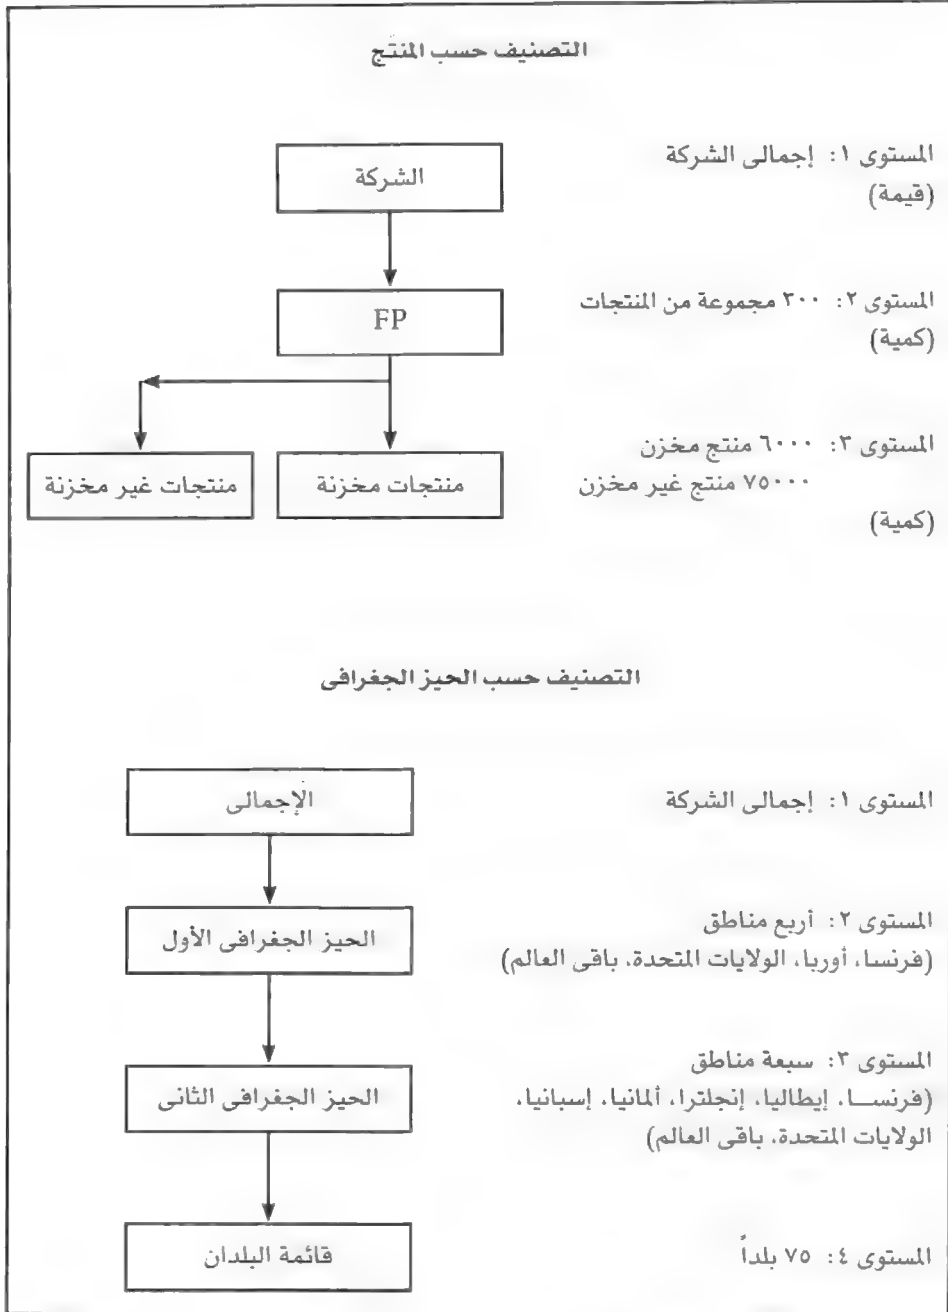 التصنيف حسب المنتج
المستوى ١: إجمالى الشركة
(قيمة)
الشركة
المستوى ٢: ٣٠٠ مجموعة من المنتجات
(كمية)
FP
المستوى ٣: ٦٠٠٠ منتج مخزن
٧٥٠٠٠ منتج غير مخزن
(كمية)
منتجات مخزنة
منتجات غير مخزنة
التصنيف حسب الحيز الجغرافى
المستوى ١: إجمالى الشركة
الإجمالى
المستوى ٢: أربع مناطق
(فرنسا، أوربا، الولايات المتحدة، باقى العالم)
الحيز الجغرافى الأول
المستوى ٣: سبعة مناطق
(فرنسـا، إيطاليا، إنجلترا، ألمانيا، إسبانيا،
الولايات المتحدة، باقى العالم)
الحيز الجغرافى الثانى
المستوى ٤: ٧٥ بلداً
قائمة البلدان